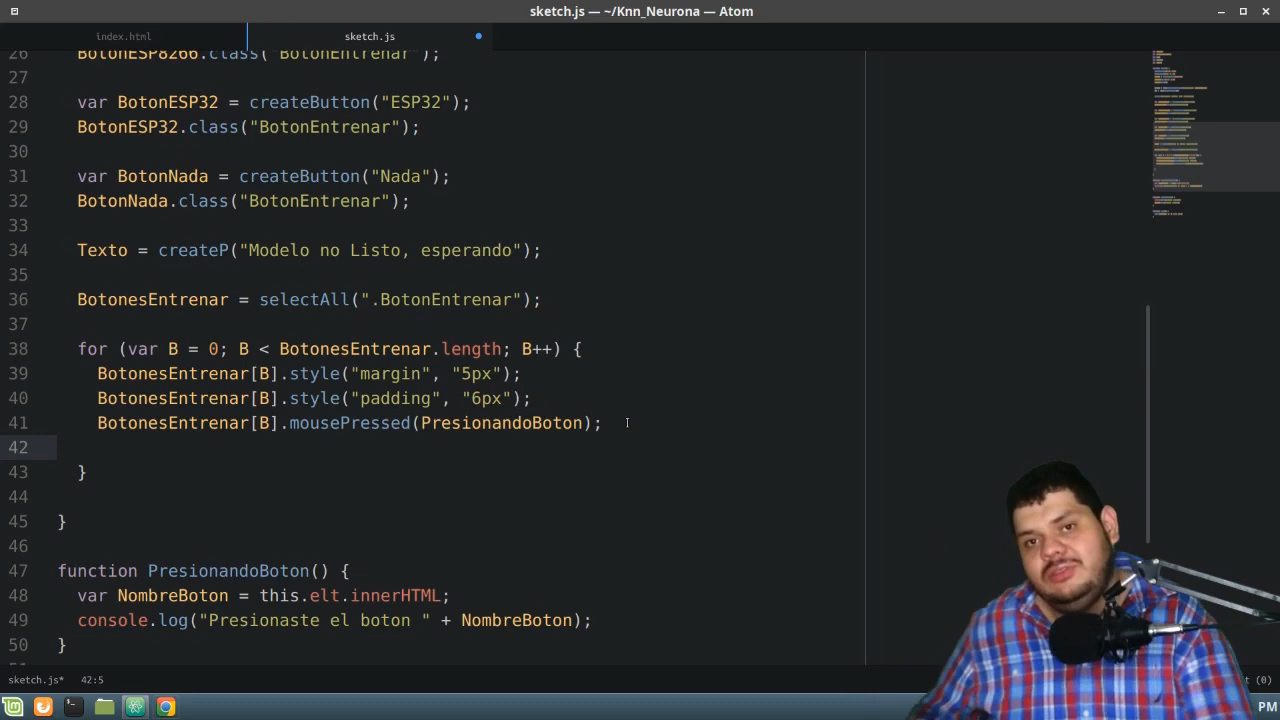 sketch.js — ~/Knn_Neurona — Atom
index.html
sketch.js
26 BotonESP8266.class("BotonEntrenar");
27
28 var BotonESP32 = createButton("ESP32");
29 BotonESP32.class("BotonEntrenar");
30
31 var BotonNada = createButton("Nada");
32 BotonNada.class("BotonEntrenar");
33
34 Texto = createP("Modelo no Listo, esperando");
35
36 BotonesEntrenar = selectAll(".BotonEntrenar");
37
38 for (var B = 0; B < BotonesEntrenar.length; B++) {
39 BotonesEntrenar[B].style("margin", "5px");
40 BotonesEntrenar[B].style("padding", "6px");
41 BotonesEntrenar[B].mousePressed(PresionandoBoton);
42
43 }
44
45 }
46
47 function PresionandoBoton() {
48 var NombreBoton = this.elt.innerHTML;
49 console.log("Presionaste el boton " + NombreBoton);
50 }
sketch.js* 42:5
(0)
PM